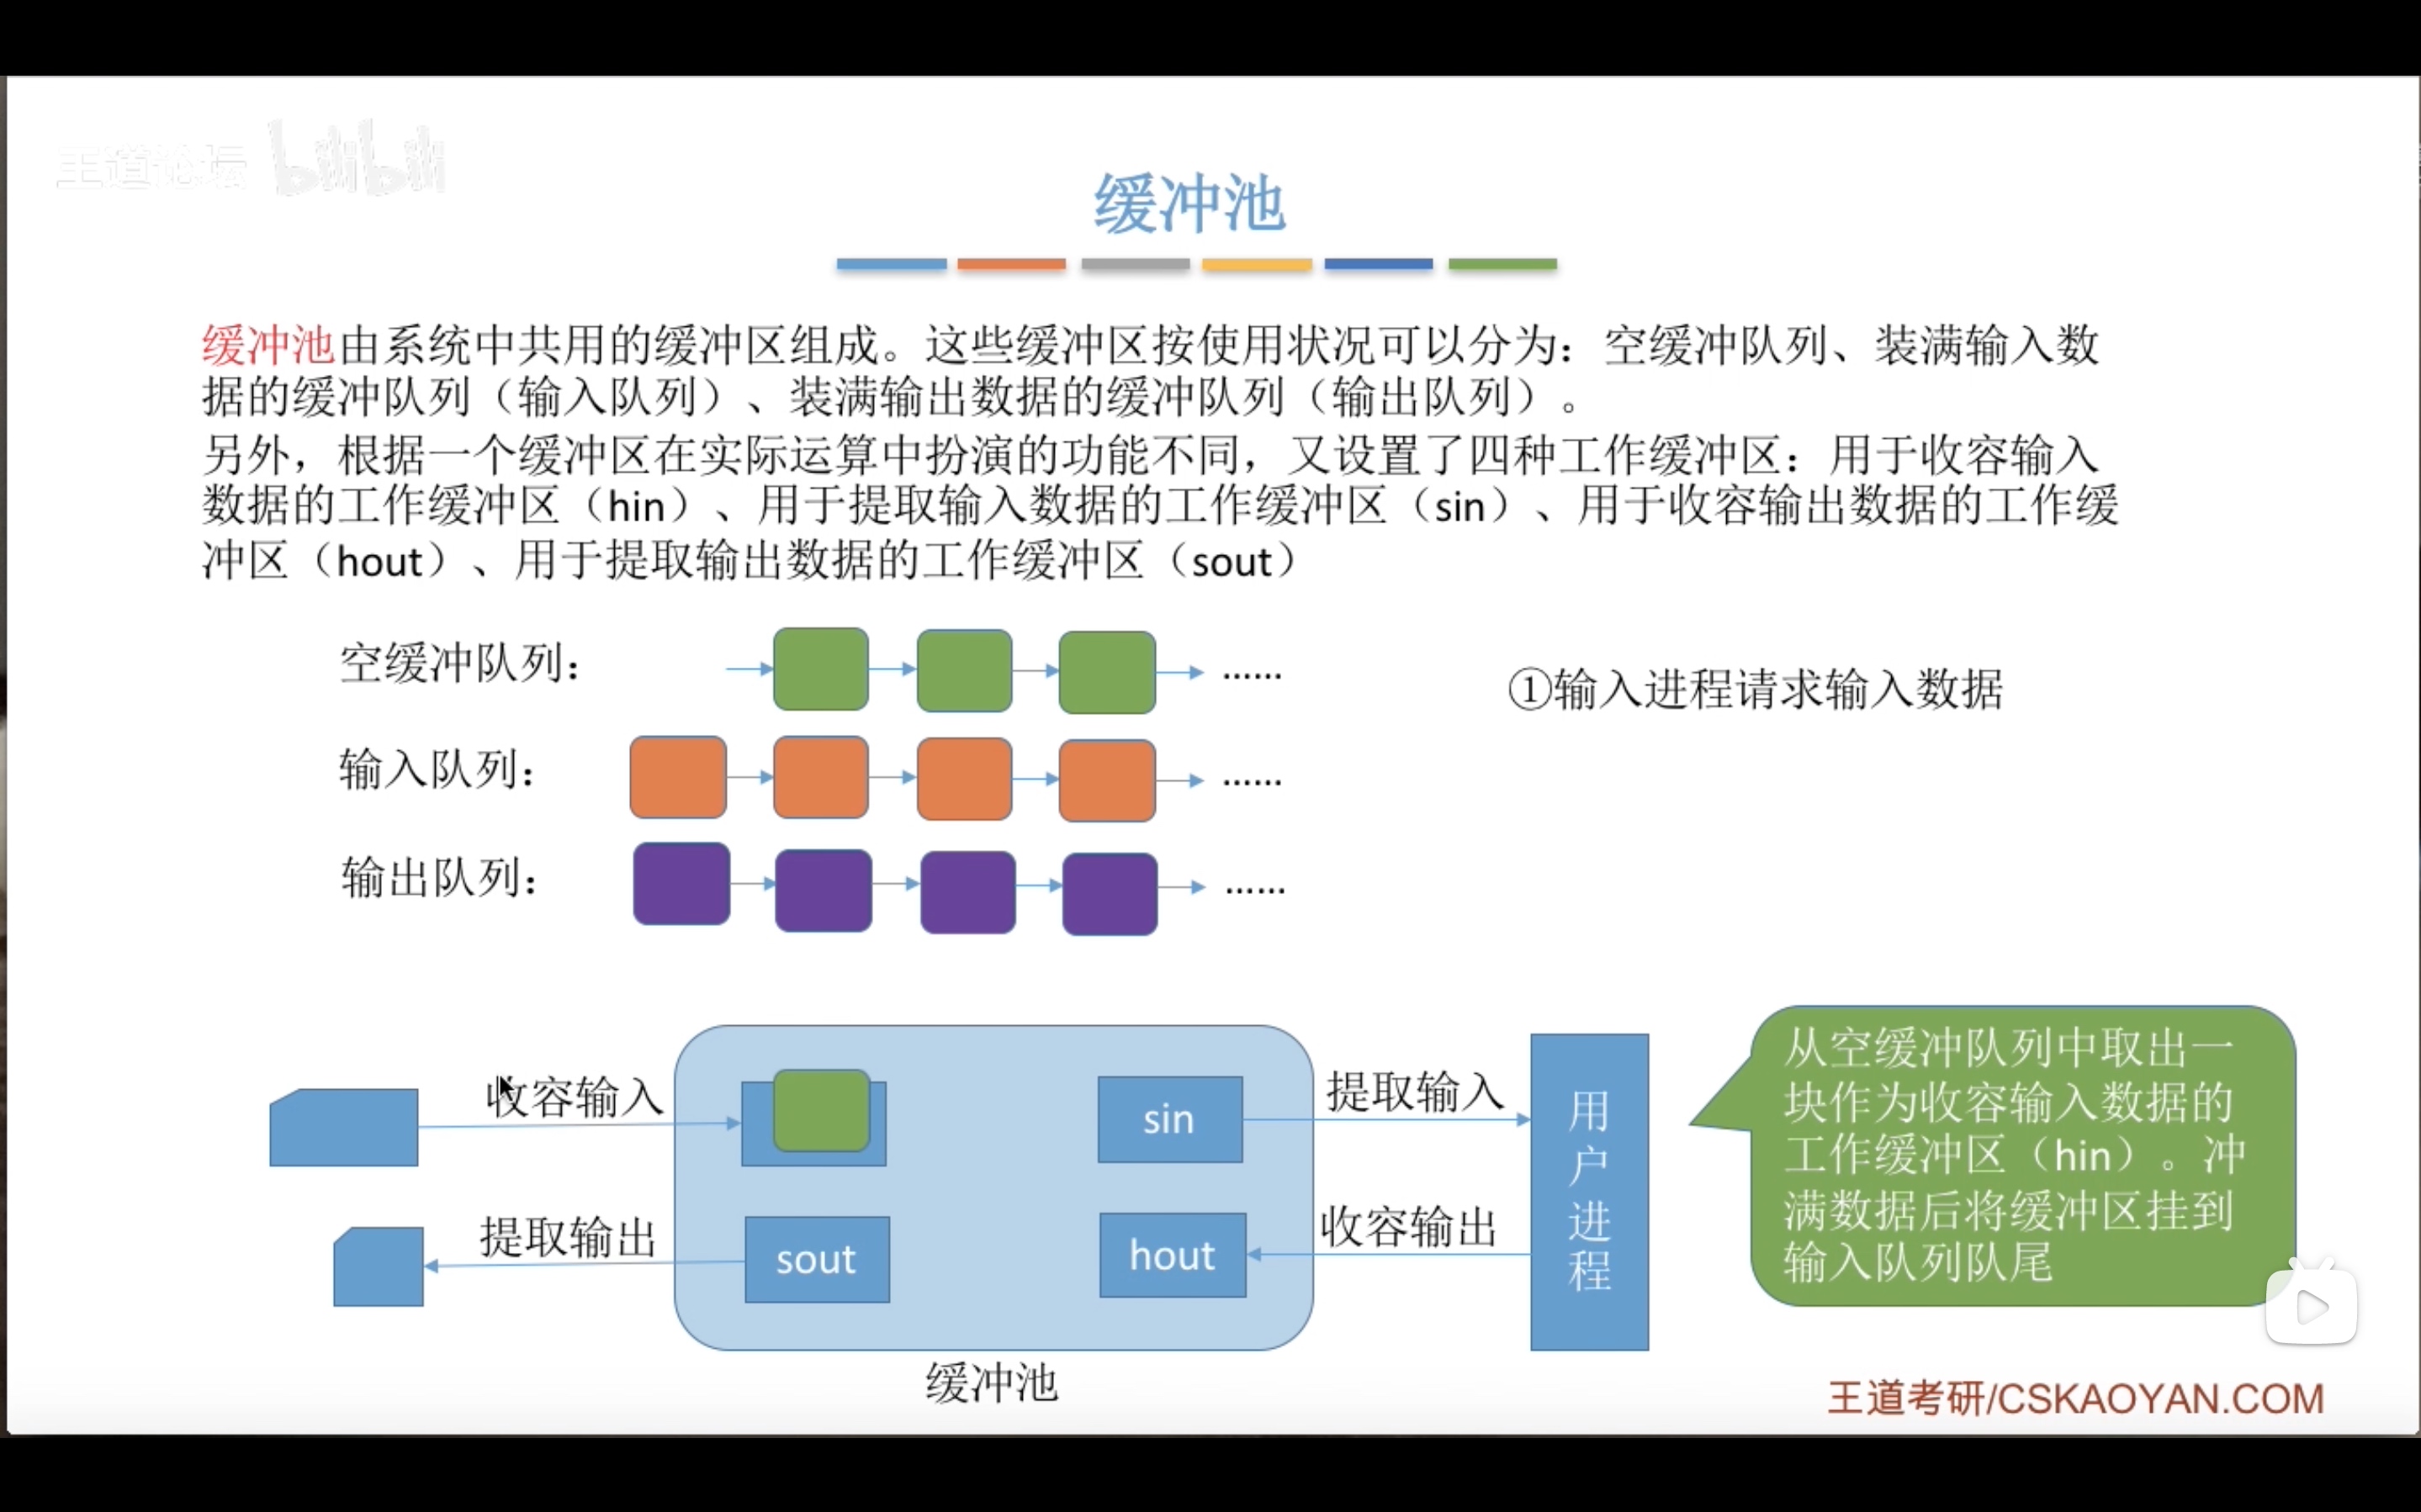 王道论坛 bilibili
缓冲池
缓冲池由系统中共用的缓冲区组成。这些缓冲区按使用状况可以分为：空缓冲队列、装满输入数
据的缓冲队列（输入队列）、装满输出数据的缓冲队列（输出队列）。
另外，根据一个缓冲区在实际运算中扮演的功能不同，又设置了四种工作缓冲区：用于收容输入
数据的工作缓冲区（hin）、用于提取输入数据的工作缓冲区（sin）、用于收容输出数据的工作缓
冲区（hout）、用于提取输出数据的工作缓冲区（sout）
空缓冲队列：
……
①输入进程请求输入数据
输入队列：
……
输出队列：
……
收容输入
sin
提取输入
提取输出
sout
hout
收容输出
用户进程
缓冲池
从空缓冲队列中取出一
块作为收容输入数据的
工作缓冲区（hin）。冲
满数据后将缓冲区挂到
输入队列队尾
王道考研/CSKAOYAN.COM